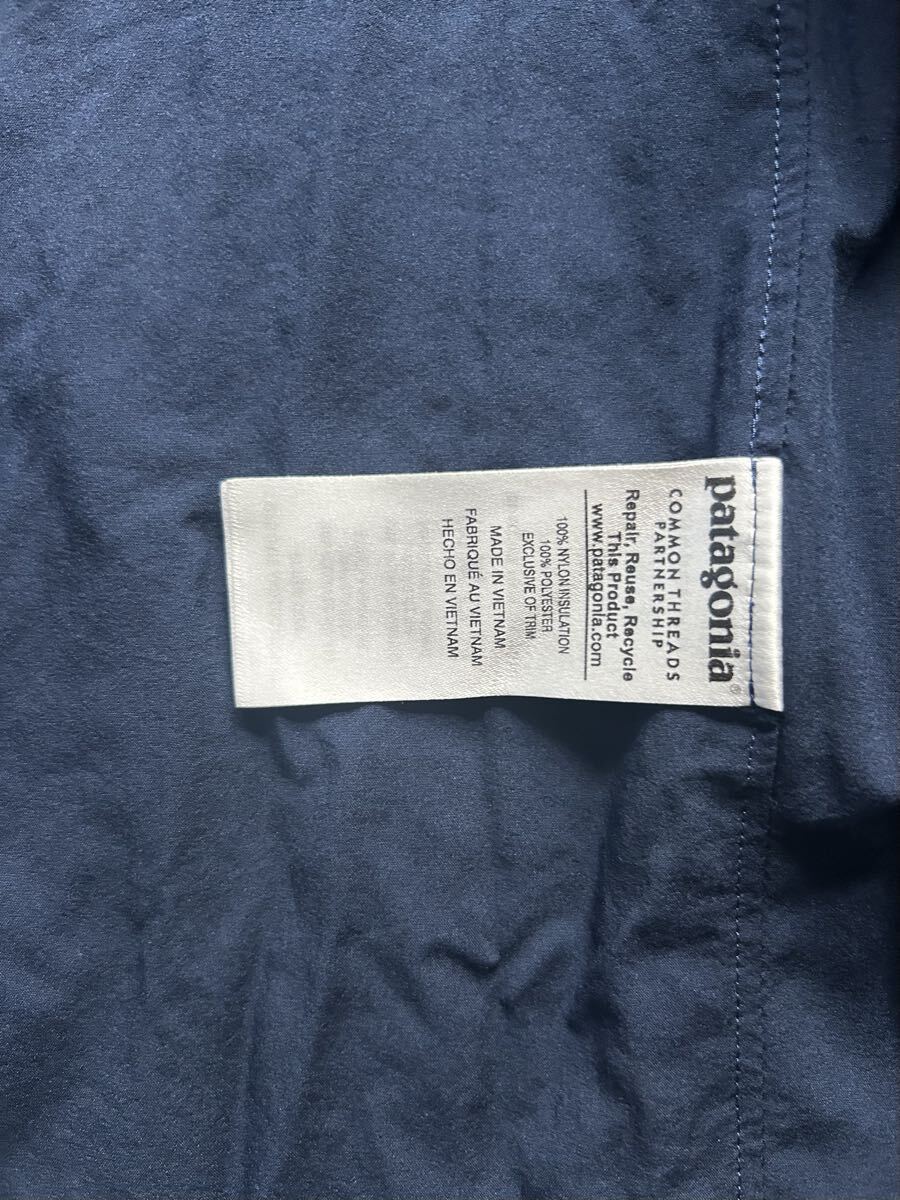 patagonia®
COMMON THREADS
PARTNERSHIP
Repair, Reuse, Recycle
This Product
www.patagonia.com
100% NYLON INSULATION
100% POLYESTER
EXCLUSIVE OF TRIM
MADE IN VIETNAM
FABRIQUÉ AU VIETNAM
HECHO EN VIETNAM